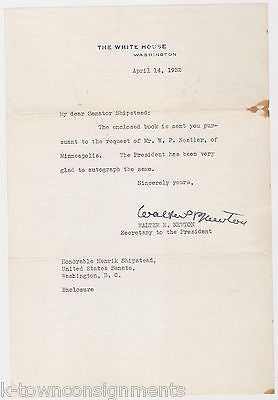 THE WHITE HOUSE
WASHINGTON
April 14, 1932
My dear Senator Shipstead:
The enclosed book is sent you pur-
suant to the request of Mr. W. P. Nestler, of
Minneapolis. The President has been very
glad to autograph the same.
Sincerely yours,
Walter Newton
WALTER E. NEWTON
Secretary to the President
Honorable Henrik Shipstead,
United States Senate,
Washington, D. C.
Enclosure
k-townconsignments